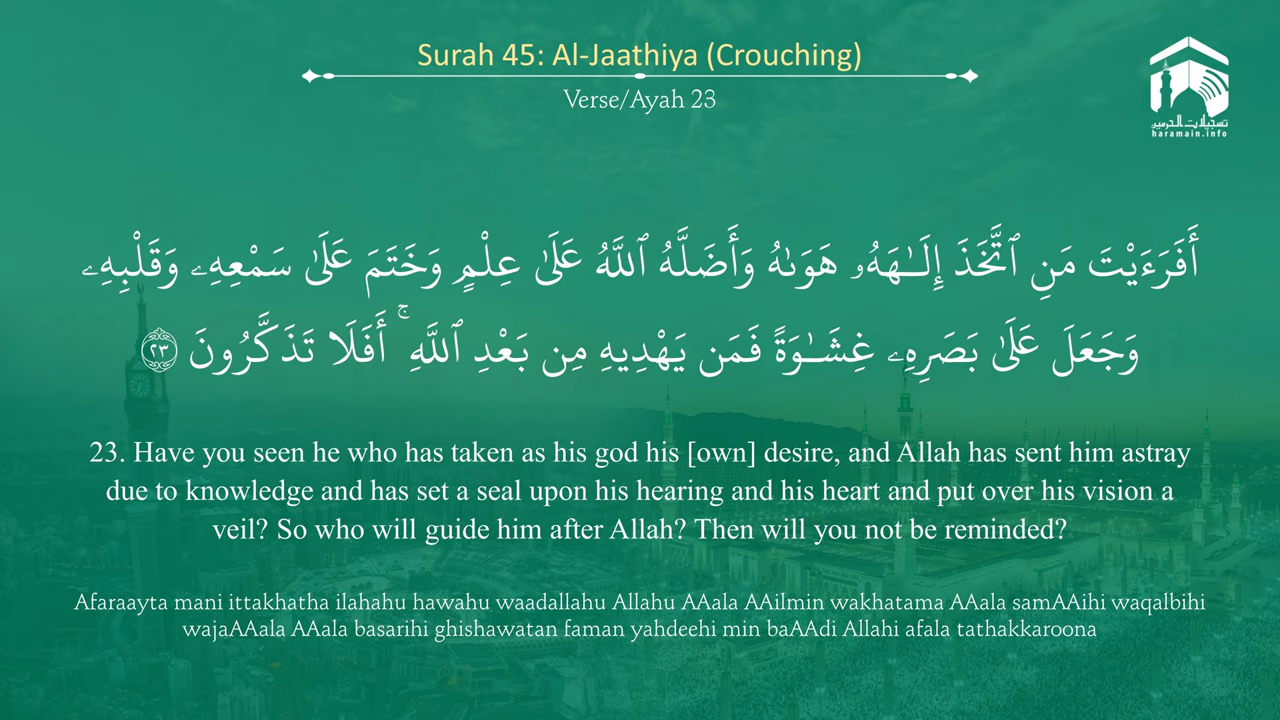 Surah 45: Al-Jaathiya (Crouching)
Verse/Ayah 23
تسجيلات الحرمين
haramain.info
أَفَرَءَيْتَ مَنِ ٱتَّخَذَ إِلَـٰهَهُۥ هَوَىٰهُ وَأَضَلَّهُ ٱللَّهُ عَلَىٰ عِلْمٍ وَخَتَمَ عَلَىٰ سَمْعِهِۦ وَقَلْبِهِۦ
وَجَعَلَ عَلَىٰ بَصَرِهِۦ غِشَـٰوَةً فَمَن يَهْدِيهِ مِن بَعْدِ ٱللَّهِ ۚ أَفَلَا تَذَكَّرُونَ ٢٣
23. Have you seen he who has taken as his god his [own] desire, and Allah has sent him astray
due to knowledge and has set a seal upon his hearing and his heart and put over his vision a
veil? So who will guide him after Allah? Then will you not be reminded?
Afaraayta mani ittakhatha ilahahu hawahu waadallahu Allahu AAala AAilmin wakhatama AAala samAAihi waqalbihi
wajaAAala AAala basarihi ghishawatan faman yahdeehi min baAAdi Allahi afala tathakkaroona